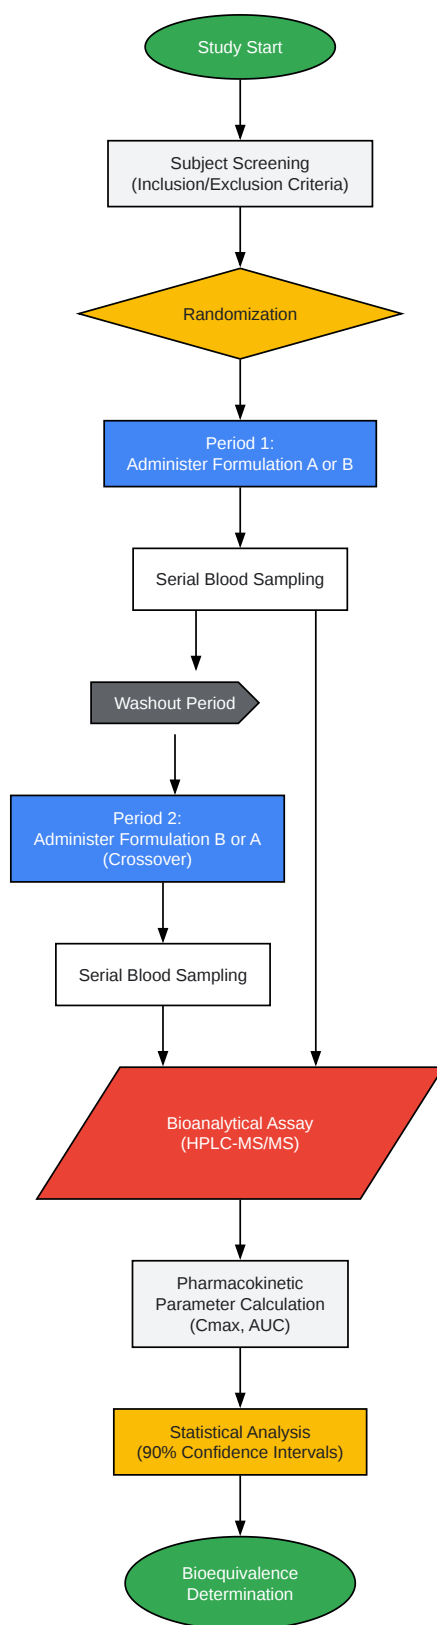 Study Start
Subject Screening
(Inclusion/Exclusion Criteria)
Randomization
Period 1:
Administer Formulation A or B
Serial Blood Sampling
Washout Period
Period 2:
Administer Formulation B or A
(Crossover)
Serial Blood Sampling
Bioanalytical Assay
(HPLC-MS/MS)
Pharmacokinetic
Parameter Calculation
(Cmax, AUC)
Statistical Analysis
(90% Confidence Intervals)
Bioequivalence
Determination